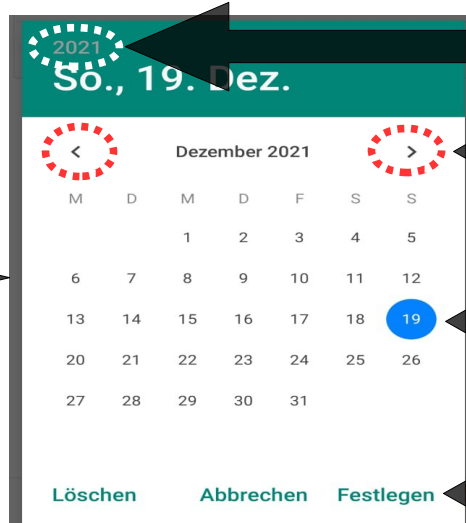 2021
So., 19. Dez.
< Dezember 2021 >
M D M D F S S
1 2 3 4 5
6 7 8 9 10 11 12
13 14 15 16 17 18 19
20 21 22 23 24 25 26
27 28 29 30 31
Löschen Abbrechen Festlegen